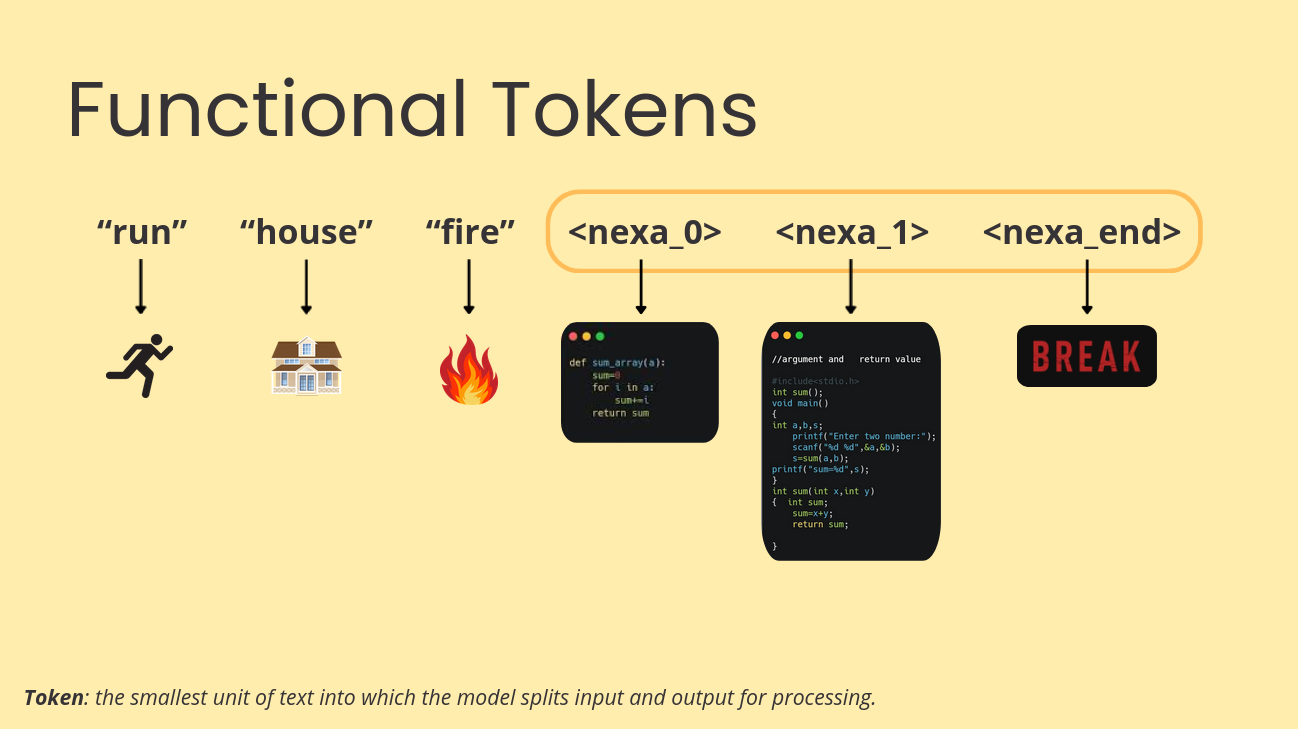 Functional Tokens
“run” “house” “fire” <nexa_0> <nexa_1> <nexa_end>
def sum_array(a):
sum=0
for i in a:
sum+=i
return sum
//argument and return value
#include<stdio.h>
int sum();
void main()
{
int a,b,s;
printf("Enter two number:");
scanf("%d %d",&a,&b);
s=sum(a,b);
printf("sum=%d",s);
}
int sum(int x,int y)
{ int sum;
sum=x+y;
return sum;
}
BREAK
Token: the smallest unit of text into which the model splits input and output for processing.